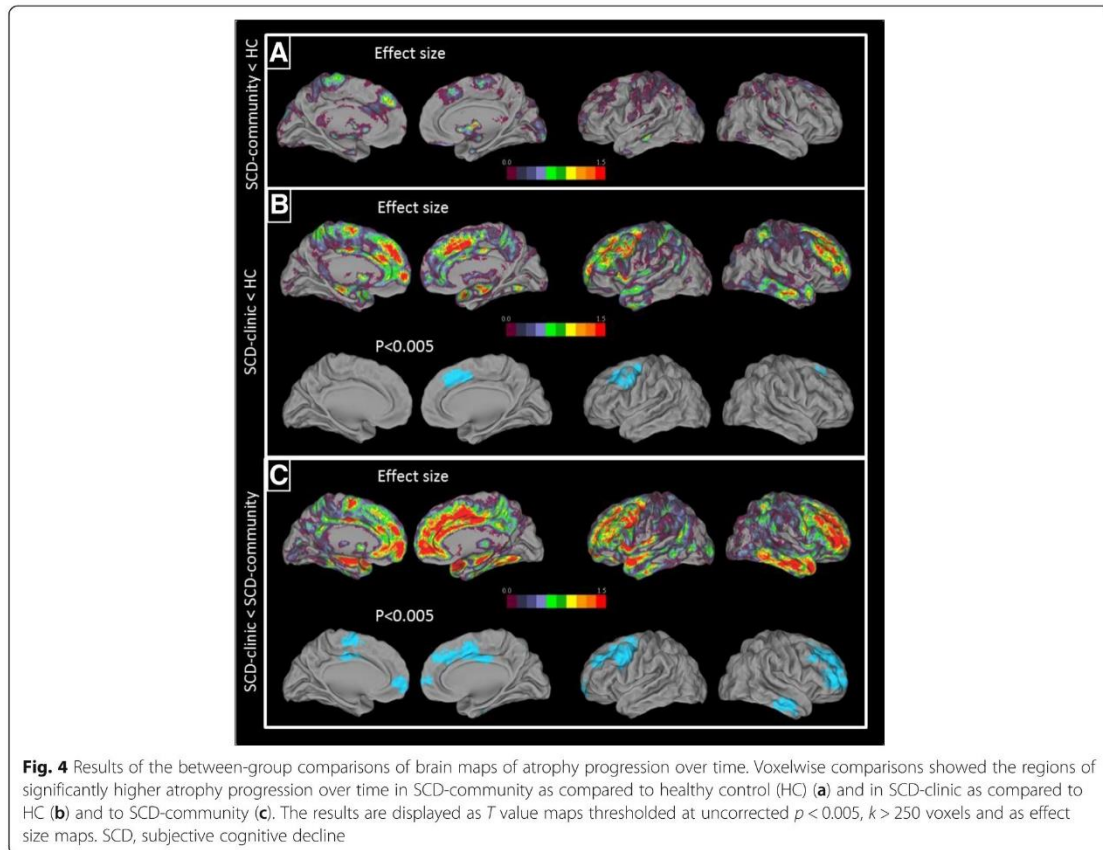 A
Effect size
SCD-community < HC
0.0 1.5
B
Effect size
SCD-clinic < HC
0.0 1.5
P<0.005
C
Effect size
SCD-clinic < SCD-community
0.0 1.5
P<0.005
Fig. 4 Results of the between-group comparisons of brain maps of atrophy progression over time. Voxelwise comparisons showed the regions of
significantly higher atrophy progression over time in SCD-community as compared to healthy control (HC) (a) and in SCD-clinic as compared to
HC (b) and to SCD-community (c). The results are displayed as T value maps thresholded at uncorrected p < 0.005, k > 250 voxels and as effect
size maps. SCD, subjective cognitive decline